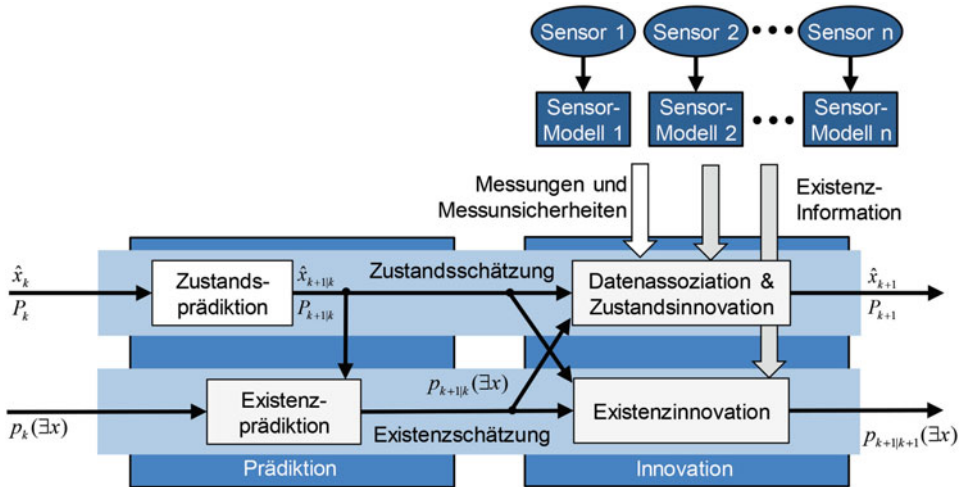 Sensor 1
Sensor 2
Sensor n
Sensor-
Modell 1
Sensor-
Modell 2
Sensor-
Modell n
Messungen und
Messunsicherheiten
Existenz-
Information
x̂_k
P_k
Zustands-
prädiktion
x̂_{k+1|k}
P_{k+1|k}
Zustandsschätzung
Datenassoziation &
Zustandsinnovation
x̂_{k+1}
P_{k+1}
p_k(∃x)
Existenz-
prädiktion
p_{k+1|k}(∃x)
Existenzschätzung
Existenzinnovation
p_{k+1|k+1}(∃x)
Prädiktion
Innovation